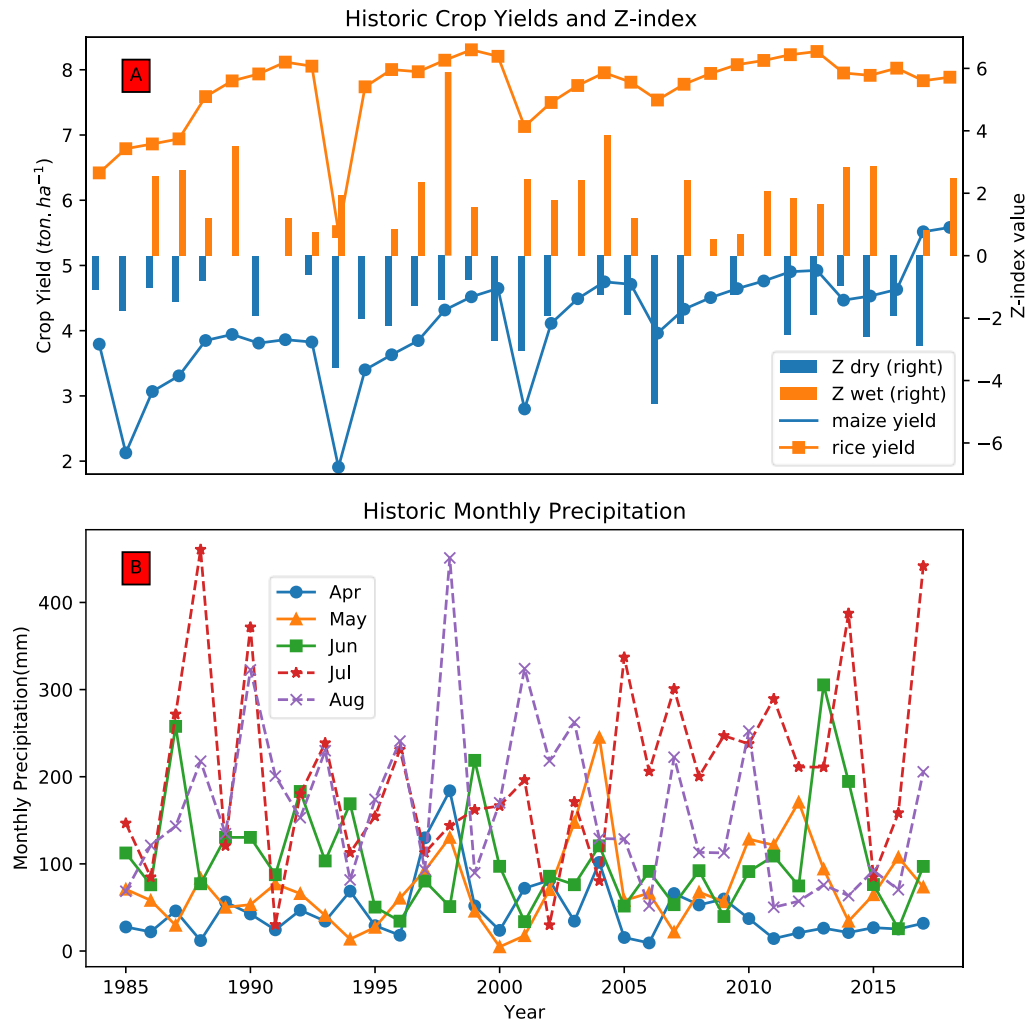 Historic Crop Yields and Z-index
A
8
7
6
5
4
3
2
Crop Yield (ton. ha⁻¹)
6
4
2
0
−2
−4
−6
Z-index value
Z dry (right)
Z wet (right)
maize yield
rice yield
Historic Monthly Precipitation
B
400
300
200
100
0
Monthly Precipitation(mm)
Apr
May
Jun
Jul
Aug
1985 1990 1995 2000 2005 2010 2015
Year